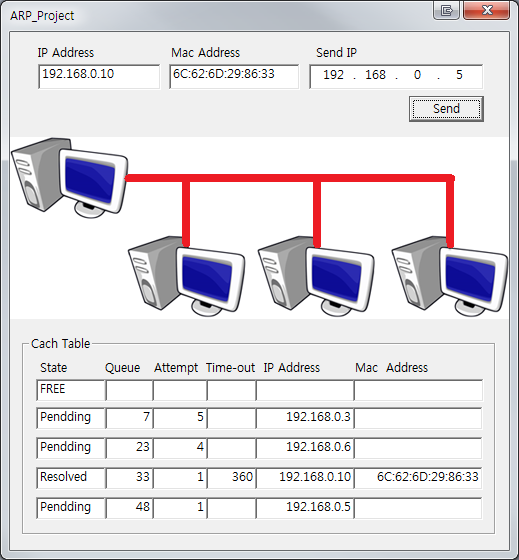 ARP_Project
IP Address Mac Address Send IP
192.168.0.10 6C:62:6D:29:86:33 192 . 168 . 0 . 5
Send
Cach Table
State Queue Attempt Time-out IP Address Mac Address
FREE
Pendding 7 5 192.168.0.3
Pendding 23 4 192.168.0.6
Resolved 33 1 360 192.168.0.10 6C:62:6D:29:86:33
Pendding 48 1 192.168.0.5